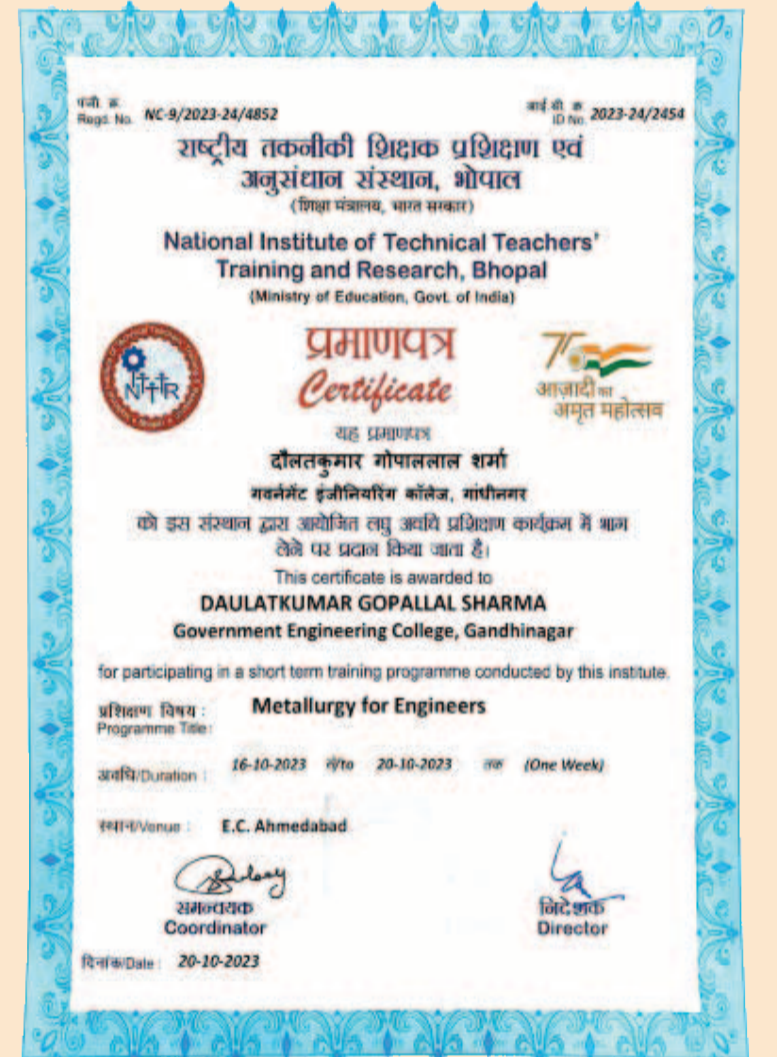 पंजी. क्र.
Regd. No. NC-9/2023-24/4852
आई.डी. क्र.
ID No. 2023-24/2454
राष्ट्रीय तकनीकी शिक्षक प्रशिक्षण एवं
अनुसंधान संस्थान, भोपाल
(शिक्षा मंत्रालय, भारत सरकार)
National Institute of Technical Teachers'
Training and Research, Bhopal
(Ministry of Education, Govt. of India)
NITTTR
प्रमाणपत्र
Certificate
75
आज़ादी का
अमृत महोत्सव
यह प्रमाणपत्र
दौलतकुमार गोपाललाल शर्मा
गवर्नमेंट इंजीनियरिंग कॉलेज, गांधीनगर
को इस संस्थान द्वारा आयोजित लघु अवधि प्रशिक्षण कार्यक्रम में भाग
लेने पर प्रदान किया जाता है।
This certificate is awarded to
DAULATKUMAR GOPALLAL SHARMA
Government Engineering College, Gandhinagar
for participating in a short term training programme conducted by this institute.
प्रशिक्षण विषय :
Programme Title: Metallurgy for Engineers
अवधि/Duration : 16-10-2023 से/to 20-10-2023 तक (One Week)
स्थान/Venue : E.C. Ahmedabad
समन्वयक
Coordinator
निदेशक
Director
दिनांक/Date: 20-10-2023